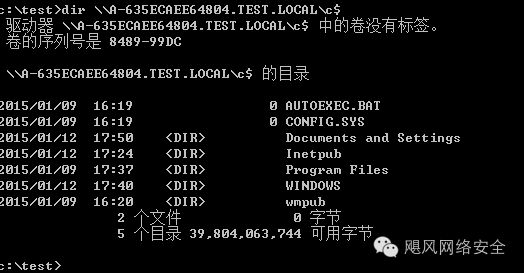 c:\test>dir \\A-635ECAEE64804.TEST.LOCAL\c$
驱动器 \\A-635ECAEE64804.TEST.LOCAL\c$ 中的卷没有标签。
卷的序列号是 8489-99DC
\\A-635ECAEE64804.TEST.LOCAL\c$ 的目录
2015/01/09 16:19 0 AUTOEXEC.BAT
2015/01/09 16:19 0 CONFIG.SYS
2015/01/12 17:50 <DIR> Documents and Settings
2015/01/12 17:24 <DIR> Inetpub
2015/01/09 17:37 <DIR> Program Files
2015/01/12 17:40 <DIR> WINDOWS
2015/01/09 16:20 <DIR> wmpub
2 个文件 0 字节
5 个目录 39,804,063,744 可用字节
飓风网络安全
c:\test>